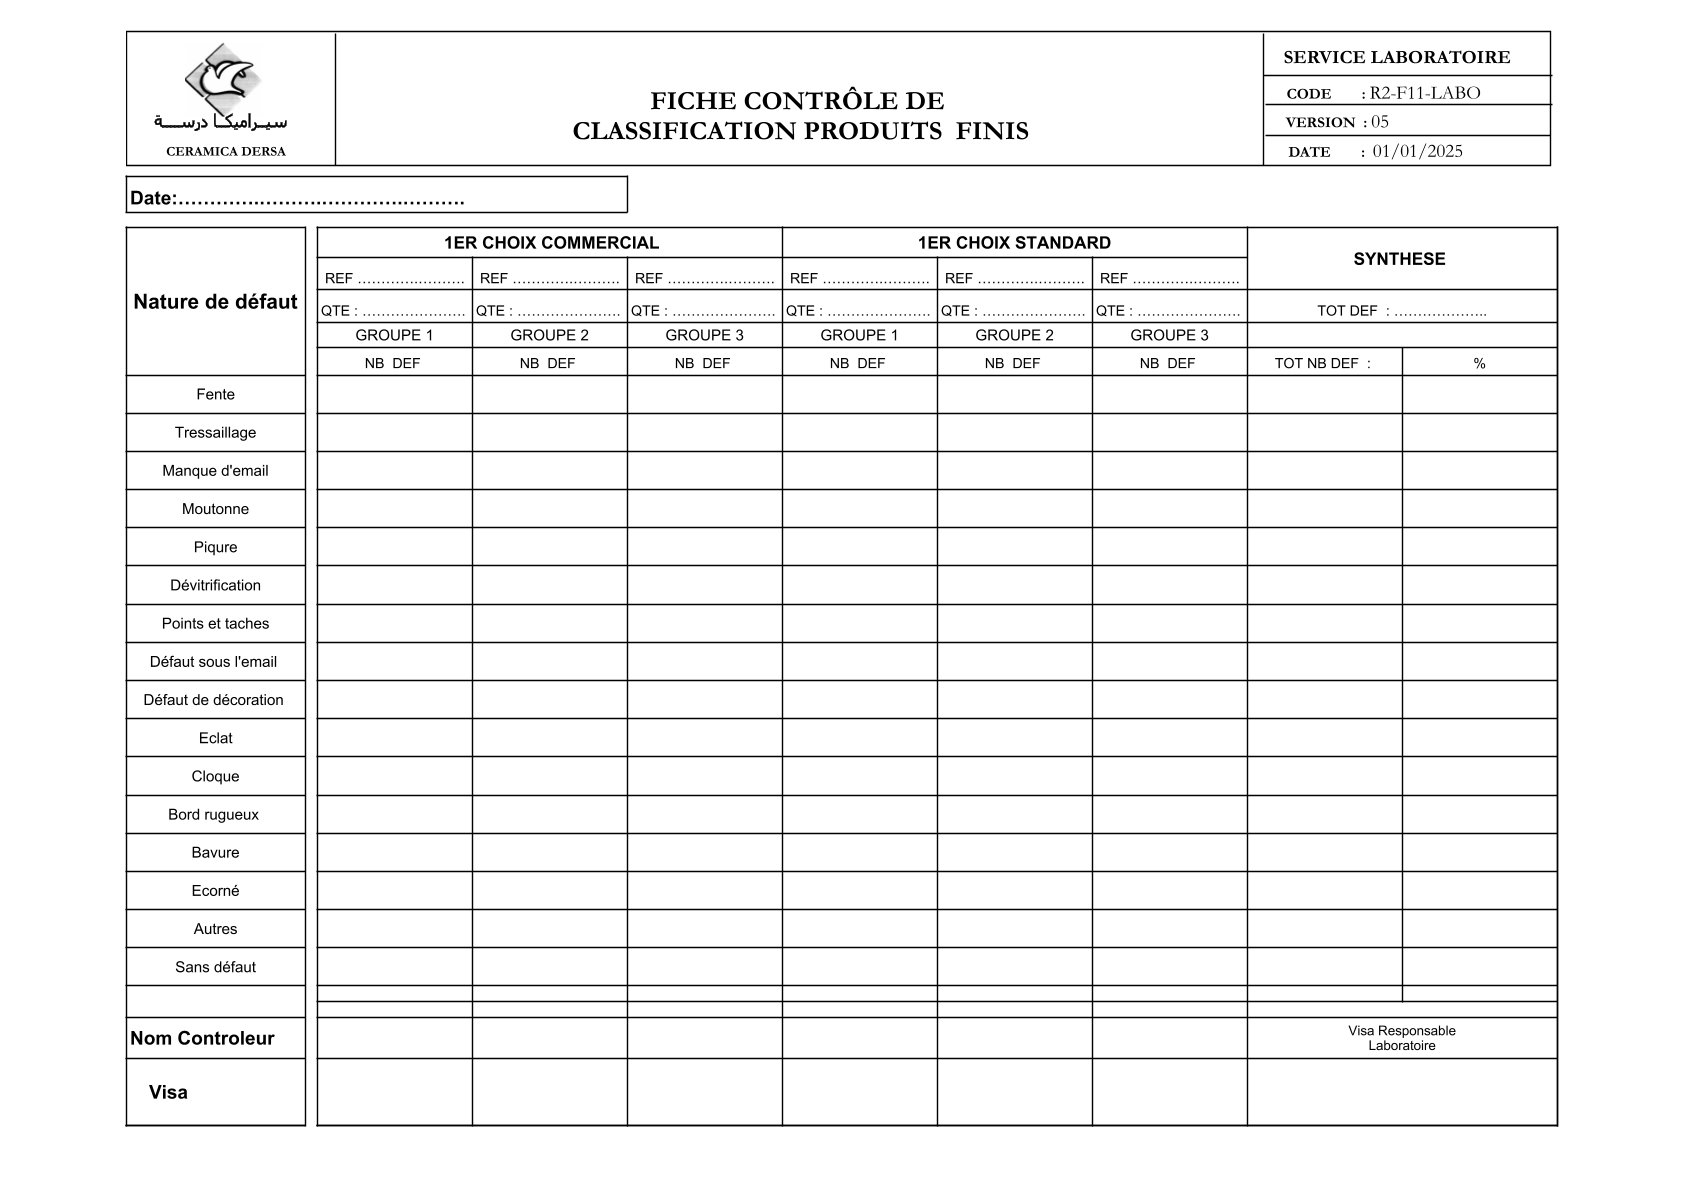 سيراميكا درسة
CERAMICA DERSA
FICHE CONTRÔLE DE
CLASSIFICATION PRODUITS FINIS
SERVICE LABORATOIRE
CODE : R2-F11-LABO
VERSION : 05
DATE : 01/01/2025
Date:…………..…………..…………..……….
Nature de défaut
1ER CHOIX COMMERCIAL 1ER CHOIX STANDARD SYNTHESE
REF …………………… REF …………………… REF …………………… REF …………………… REF …………………… REF ……………………
QTE : …………………… QTE : …………………… QTE : …………………… QTE : …………………… QTE : …………………… QTE : …………………… TOT DEF : ………………..
GROUPE 1 GROUPE 2 GROUPE 3 GROUPE 1 GROUPE 2 GROUPE 3
NB DEF NB DEF NB DEF NB DEF NB DEF NB DEF TOT NB DEF : %
Fente
Tressaillage
Manque d'email
Moutonne
Piqure
Dévitrification
Points et taches
Défaut sous l'email
Défaut de décoration
Eclat
Cloque
Bord rugueux
Bavure
Ecorné
Autres
Sans défaut
Nom Controleur
Visa Responsable
Laboratoire
Visa